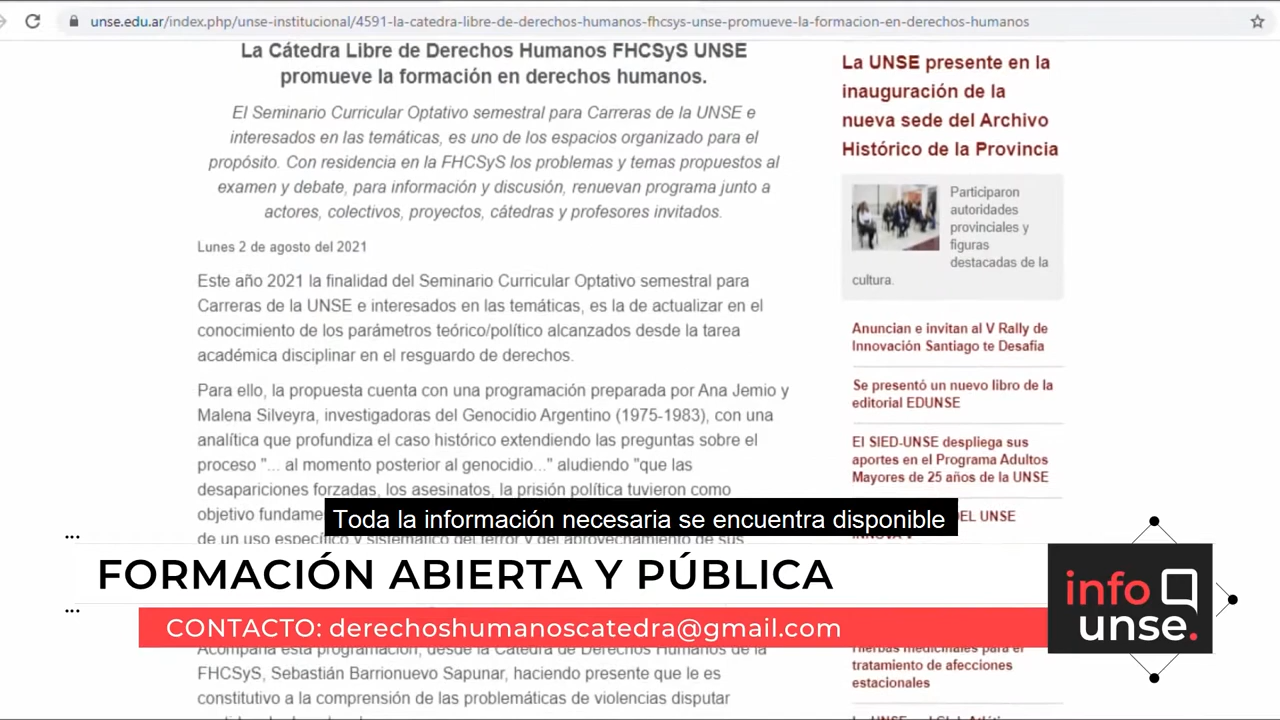 unse.edu.ar/index.php/unse-institucional/4591-la-catedra-libre-de-derechos-humanos-fhcsys-unse-promueve-la-formacion-en-derechos-humanos
La Cátedra Libre de Derechos Humanos FHCSyS UNSE
promueve la formación en derechos humanos.
El Seminario Curricular Optativo semestral para Carreras de la UNSE e
interesados en las temáticas, es uno de los espacios organizado para el
propósito. Con residencia en la FHCSyS los problemas y temas propuestos al
examen y debate, para información y discusión, renuevan programa junto a
actores, colectivos, proyectos, cátedras y profesores invitados.
Lunes 2 de agosto del 2021
Este año 2021 la finalidad del Seminario Curricular Optativo semestral para
Carreras de la UNSE e interesados en las temáticas, es la de actualizar en el
conocimiento de los parámetros teórico/político alcanzados desde la tarea
académica disciplinar en el resguardo de derechos.
Para ello, la propuesta cuenta con una programación preparada por Ana Jemio y
Malena Silveyra, investigadoras del Genocidio Argentino (1975-1983), con una
analítica que profundiza el caso histórico extendiendo las preguntas sobre el
proceso "... al momento posterior al genocidio..." aludiendo "que las
desapariciones forzadas, los asesinatos, la prisión política tuvieron como
objetivo
de un uso específico y sistemático del terror y del aprovechamiento de sus
Acompaña esta programación, desde la Cátedra de Derechos Humanos de la
FHCSyS, Sebastián Barrionuevo Sapunar, haciendo presente que le es
constitutivo a la comprensión de las problemáticas de violencias disputar
La UNSE presente en la
inauguración de la
nueva sede del Archivo
Histórico de la Provincia
Participaron
autoridades
provinciales y
figuras
destacadas de la
cultura.
Anuncian e invitan al V Rally de
Innovación Santiago te Desafía
Se presentó un nuevo libro de la
editorial EDUNSE
El SIED-UNSE despliega sus
aportes en el Programa Adultos
Mayores de 25 años de la UNSE
DEL UNSE
INNOVA V
Hierbas medicinales para el
tratamiento de afecciones
estacionales
Toda la información necesaria se encuentra disponible
FORMACIÓN ABIERTA Y PÚBLICA
CONTACTO: derechoshumanoscatedra@gmail.com
info
unse.